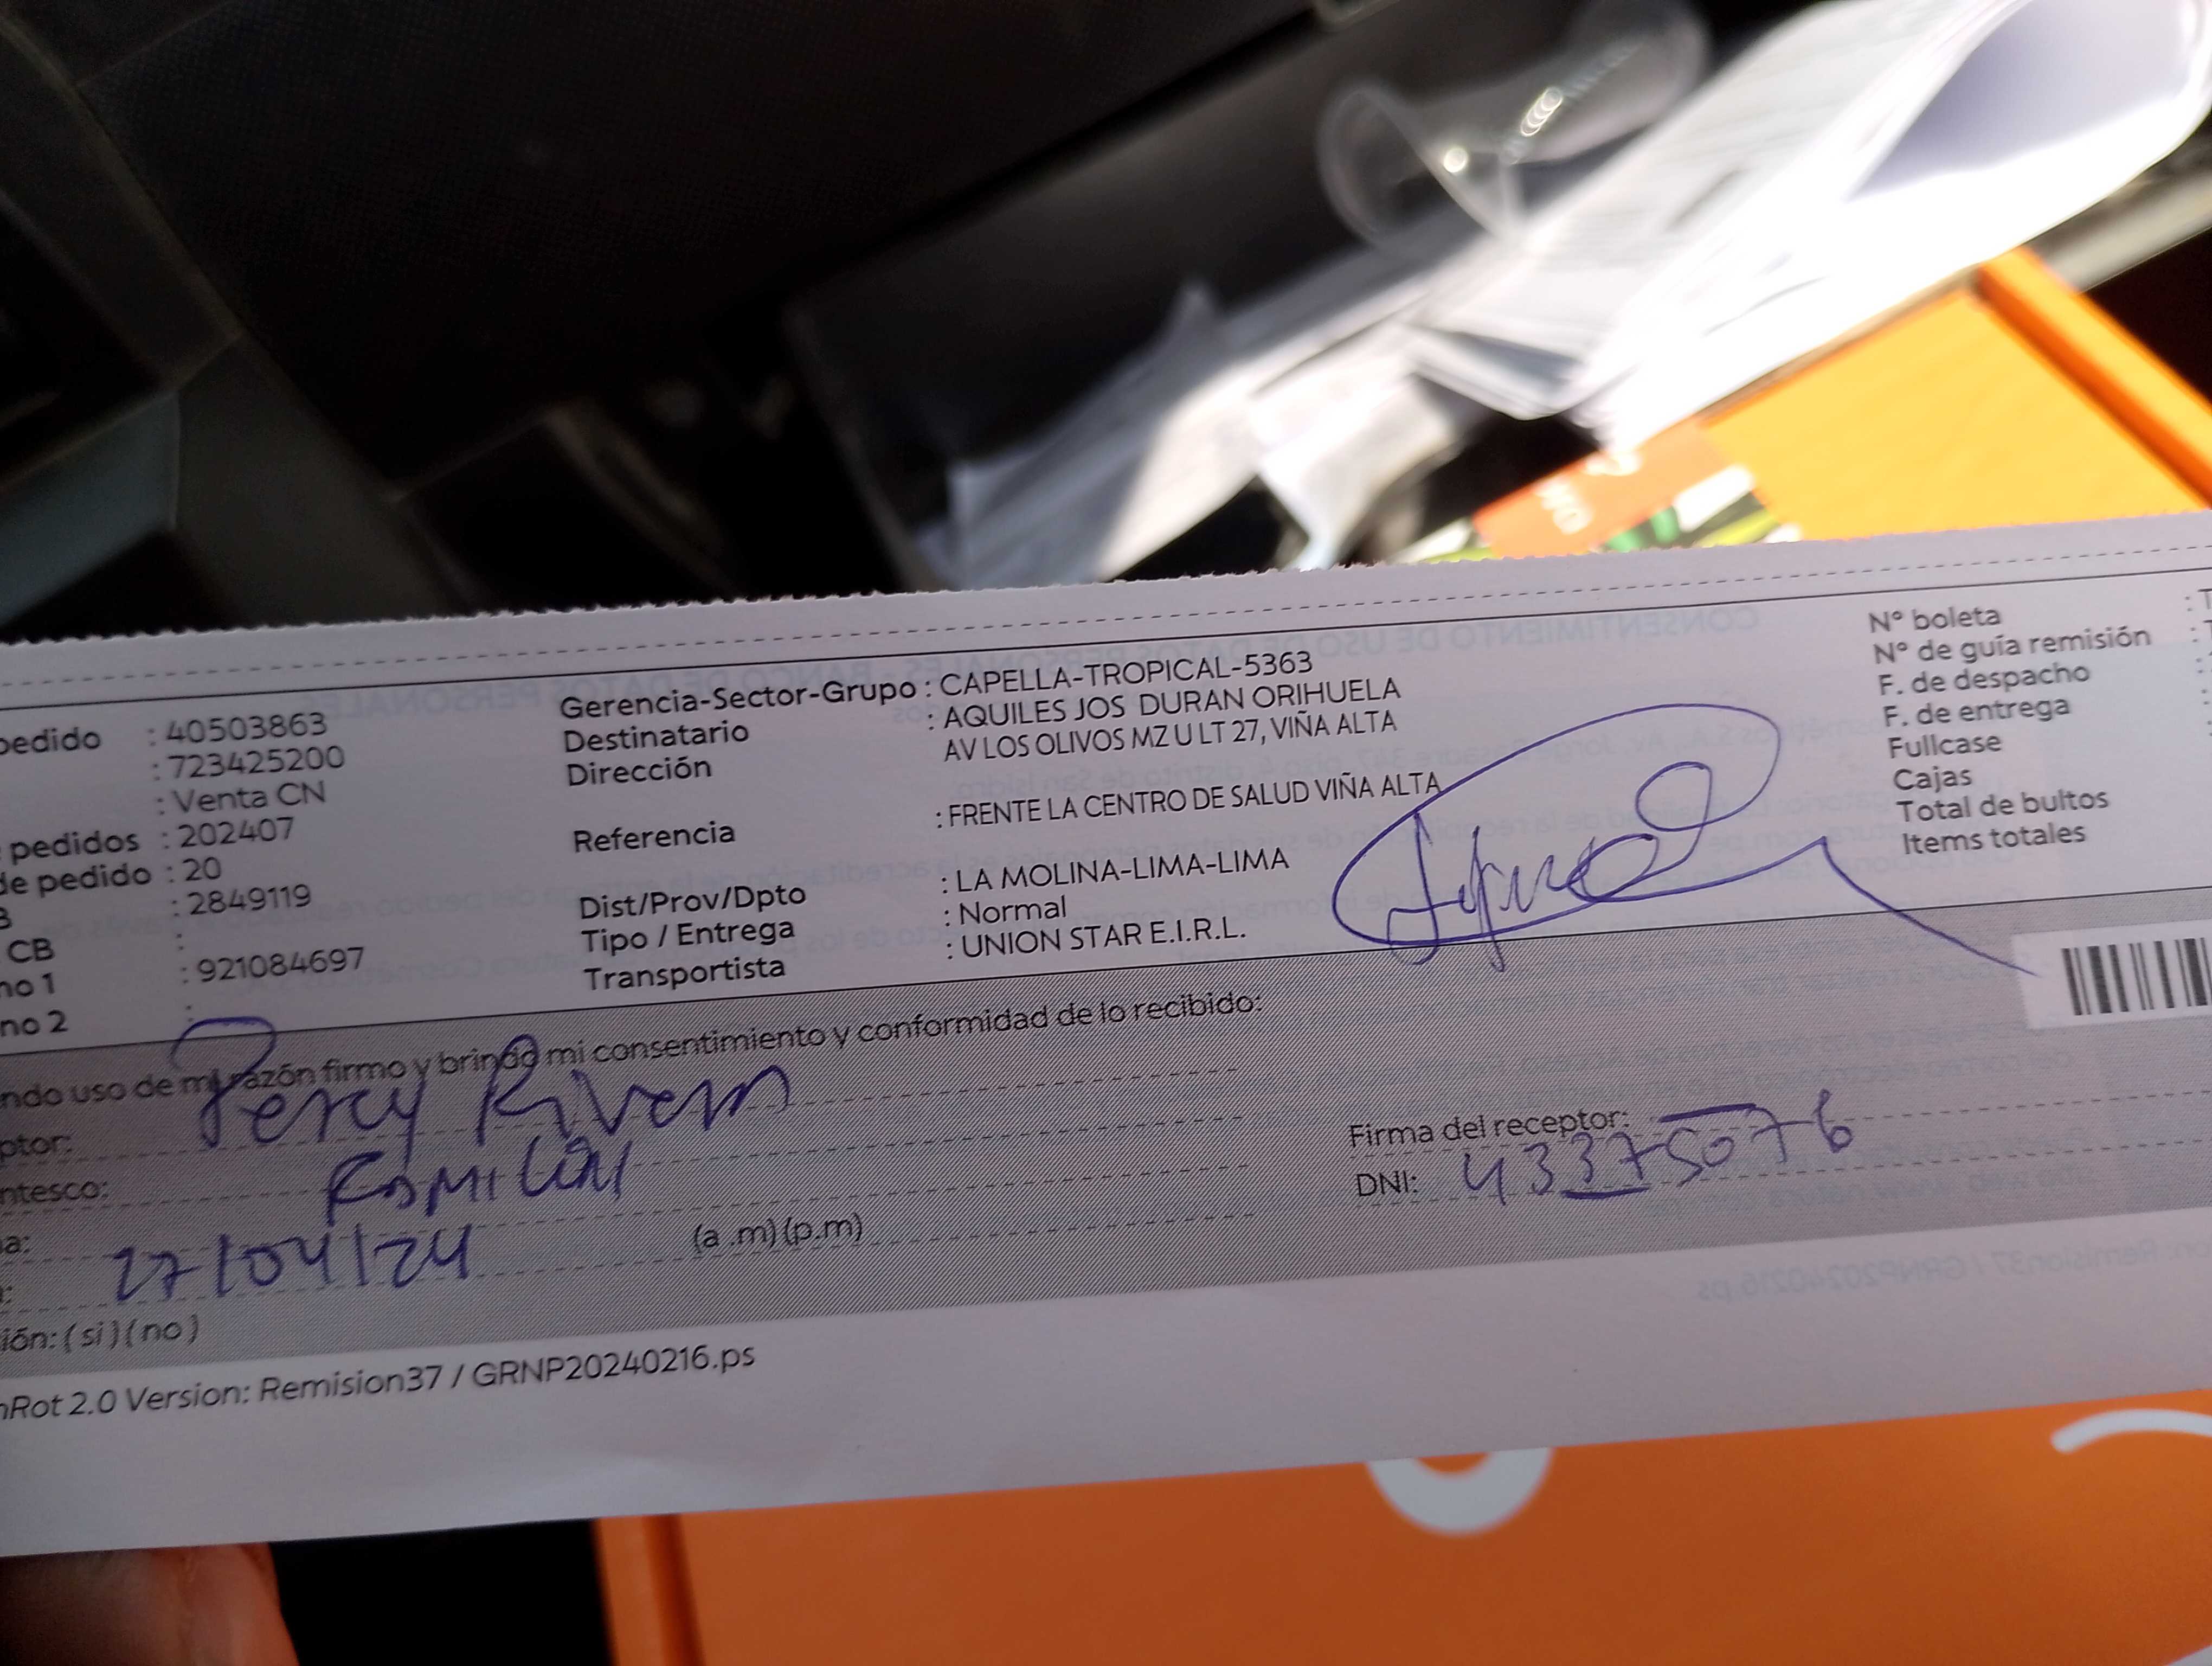 pedido : 40503863
: 723425200
: Venta CN
pedidos : 202407
de pedido : 20
: 2849119
CB :
no 1 : 921084697
no 2 :
Gerencia-Sector-Grupo : CAPELLA-TROPICAL-5363
Destinatario : AQUILES JOS DURAN ORIHUELA
Dirección AV LOS OLIVOS MZ U LT 27, VIÑA ALTA
Referencia : FRENTE LA CENTRO DE SALUD VIÑA ALTA
Dist/Prov/Dpto : LA MOLINA-LIMA-LIMA
Tipo / Entrega : Normal
Transportista : UNION STAR E.I.R.L.
N° boleta : T
N° de guía remisión : T
F. de despacho :
F. de entrega :
Fullcase :
Cajas
Total de bultos
Items totales
ndo uso de mi razón firmo y brindo mi consentimiento y conformidad de lo recibido:
ptor: Percy Rivera
ntesco: FAMILIAR
a: (a .m) (p.m)
: 27/04/24
Firma del receptor:
DNI: 43375076
ión: ( si ) ( no )
nRot 2.0 Version: Remision37 / GRNP20240216.ps